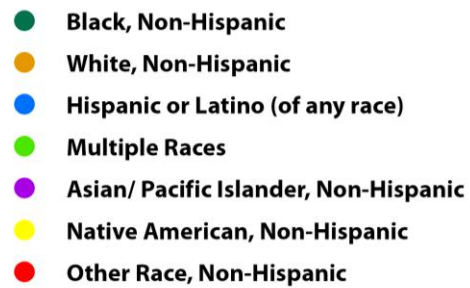 Black, Non-Hispanic
White, Non-Hispanic
Hispanic or Latino (of any race)
Multiple Races
Asian/ Pacific Islander, Non-Hispanic
Native American, Non-Hispanic
Other Race, Non-Hispanic